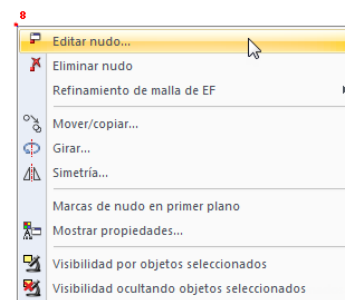 8
Editar nudo...
Eliminar nudo
Refinamiento de malla de EF
Mover/copiar...
Girar...
Simetría...
Marcas de nudo en primer plano
Mostrar propiedades...
Visibilidad por objetos seleccionados
Visibilidad ocultando objetos seleccionados